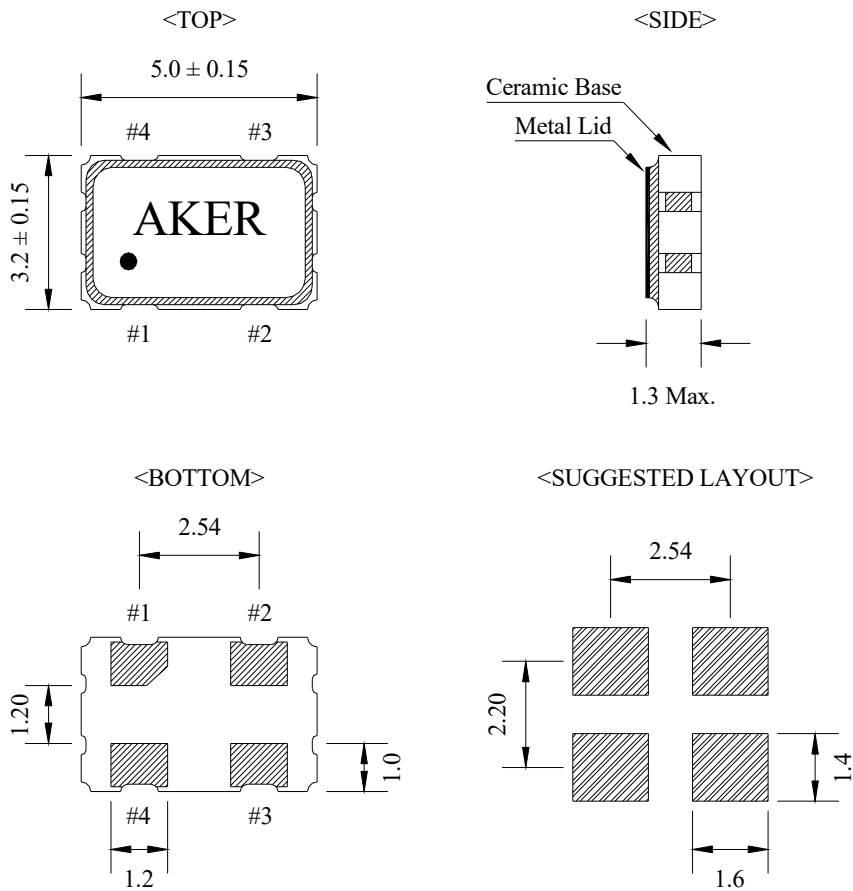 <TOP>
5.0 ± 0.15
#4 #3
3.2 ± 0.15
AKER
#1 #2
<SIDE>
Ceramic Base
Metal Lid
1.3 Max.
<BOTTOM>
2.54
#1 #2
1.20
1.0
#4 #3
1.2
<SUGGESTED LAYOUT>
2.54
2.20
1.4
1.6